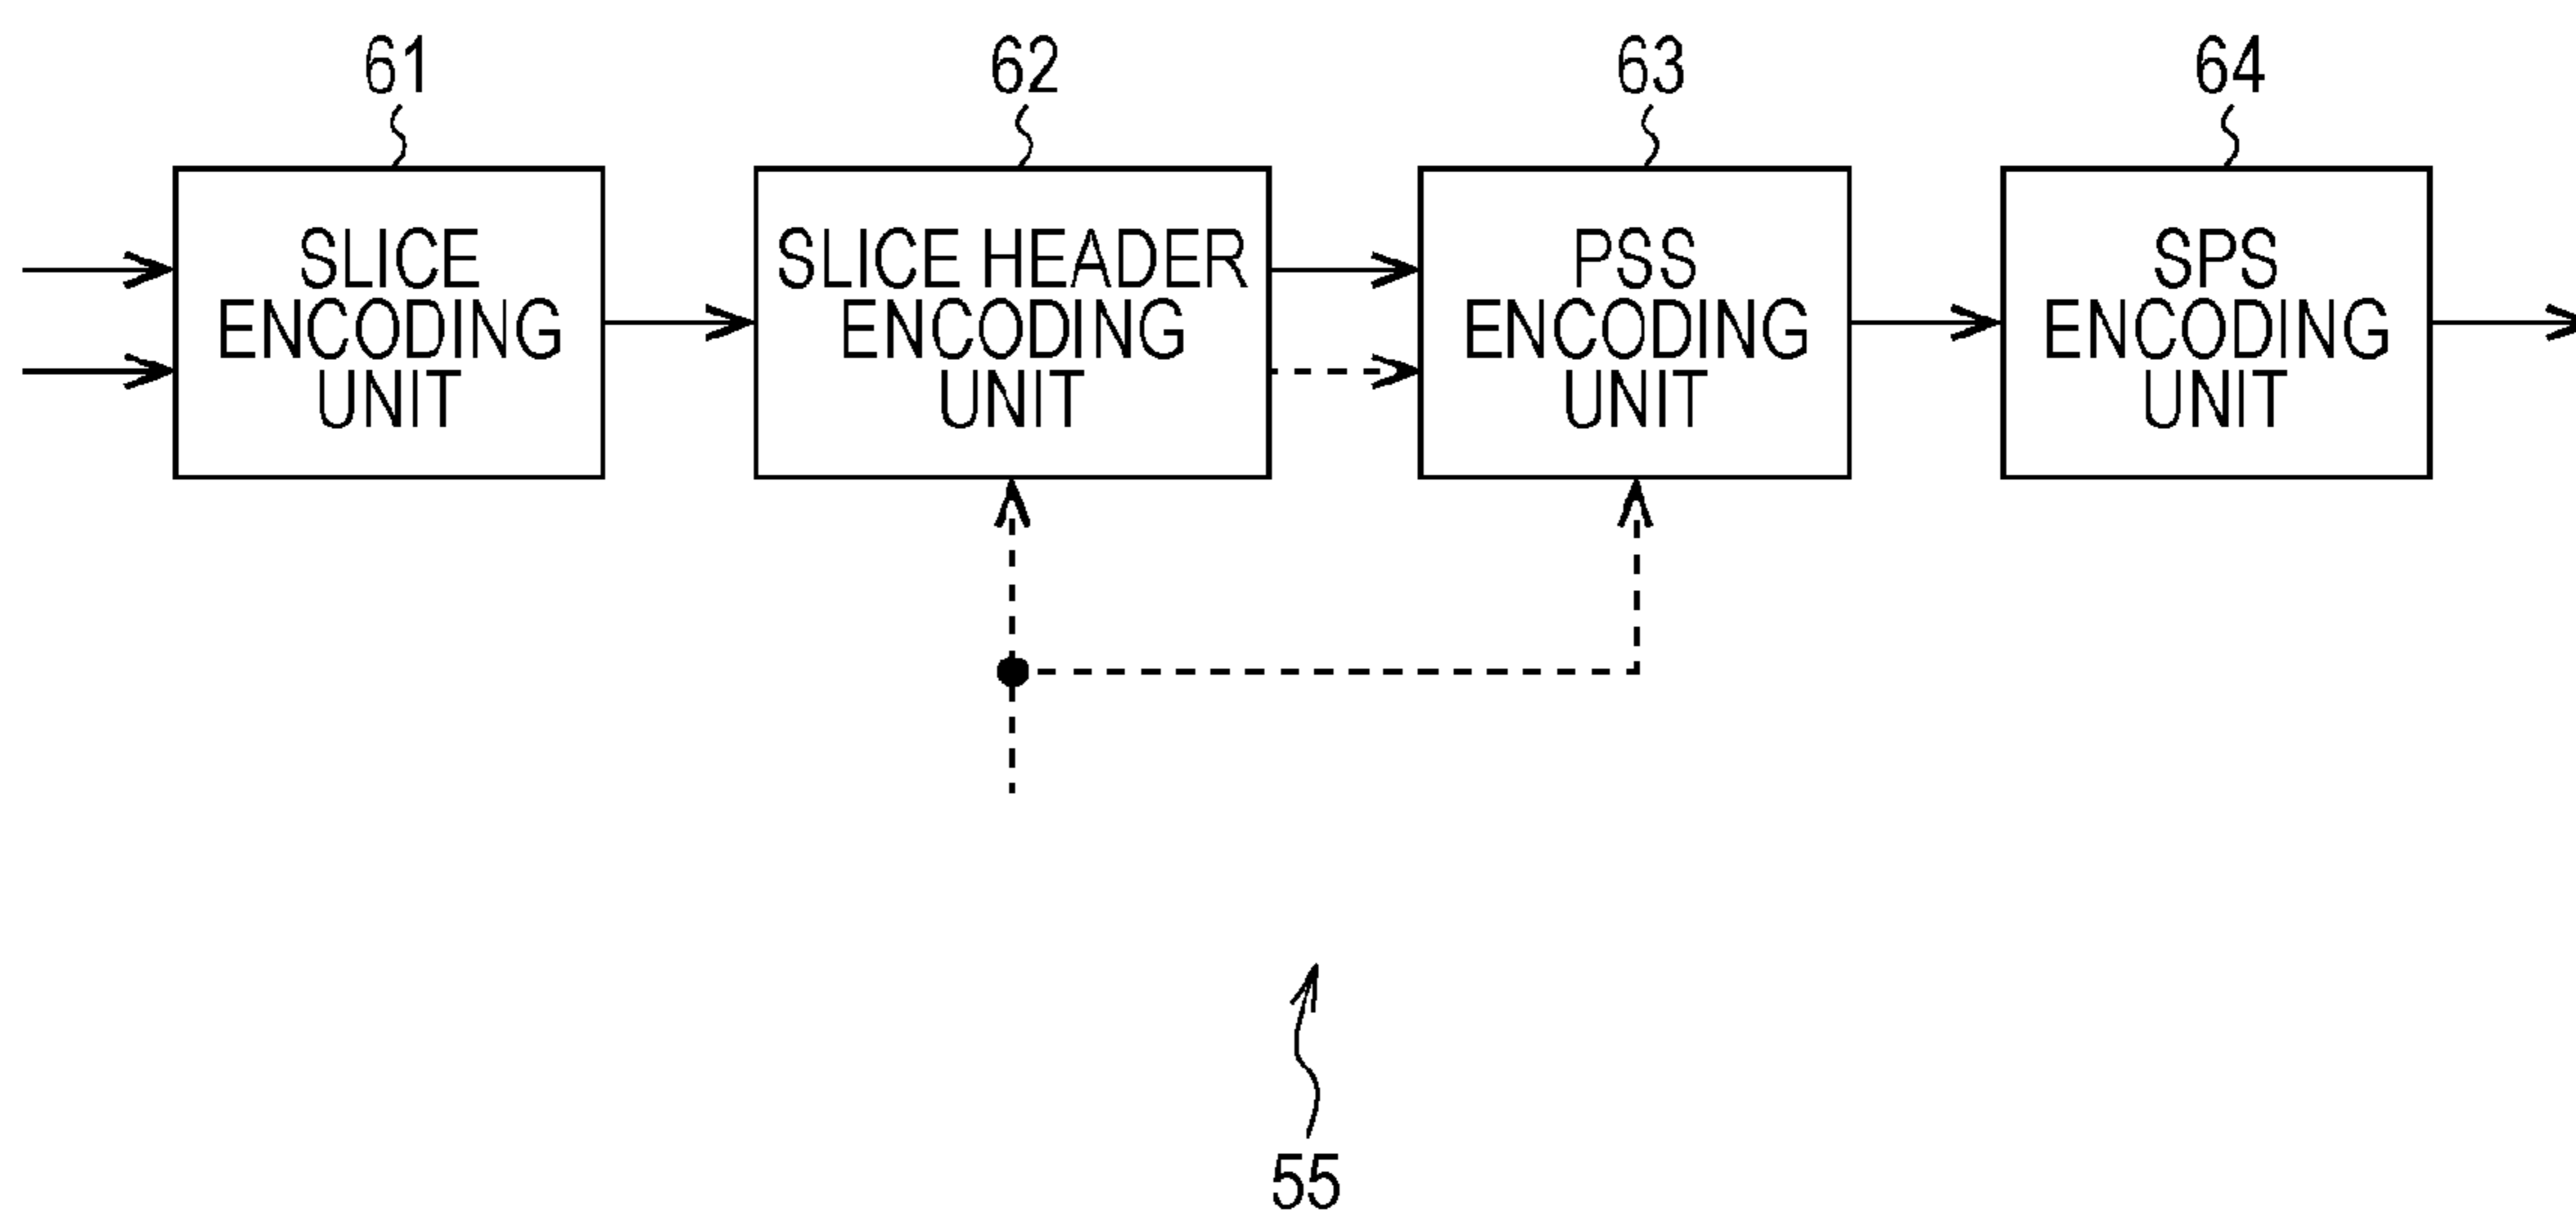 61
62
63
64
SLICE
ENCODING
UNIT
SLICE HEADER
ENCODING
UNIT
PSS
ENCODING
UNIT
SPS
ENCODING
UNIT
55